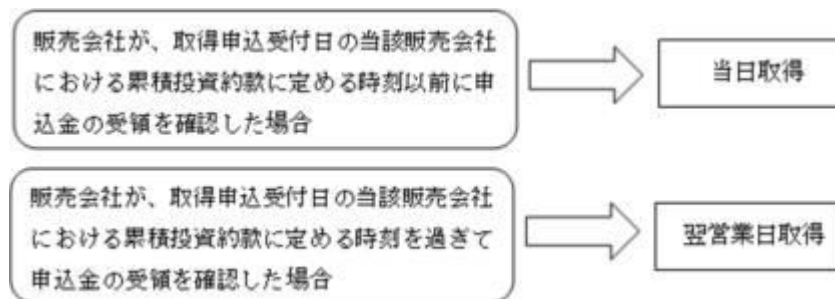 販売会社が、取得申込受付日の当該販売会社
における累積投資約款に定める時刻以前に申
込金の受領を確認した場合
当日取得
販売会社が、取得申込受付日の当該販売会社
における累積投資約款に定める時刻を過ぎて
申込金の受領を確認した場合
翌営業日取得